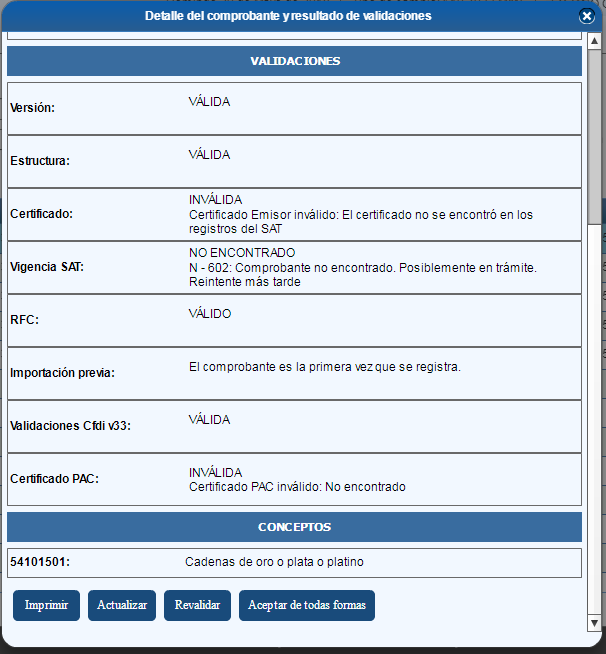 Detalle del comprobante y resultado de validaciones
VALIDACIONES
Versión:
VÁLIDA
Estructura:
VÁLIDA
Certificado:
INVÁLIDA
Certificado Emisor inválido: El certificado no se encontró en los
registros del SAT
Vigencia SAT:
NO ENCONTRADO
N - 602: Comprobante no encontrado. Posiblemente en trámite.
Reintente más tarde
RFC:
VÁLIDO
Importación previa:
El comprobante es la primera vez que se registra.
Validaciones Cfdi v33:
VÁLIDA
Certificado PAC:
INVÁLIDA
Certificado PAC inválido: No encontrado
CONCEPTOS
54101501:
Cadenas de oro o plata o platino
Imprimir
Actualizar
Revalidar
Aceptar de todas formas